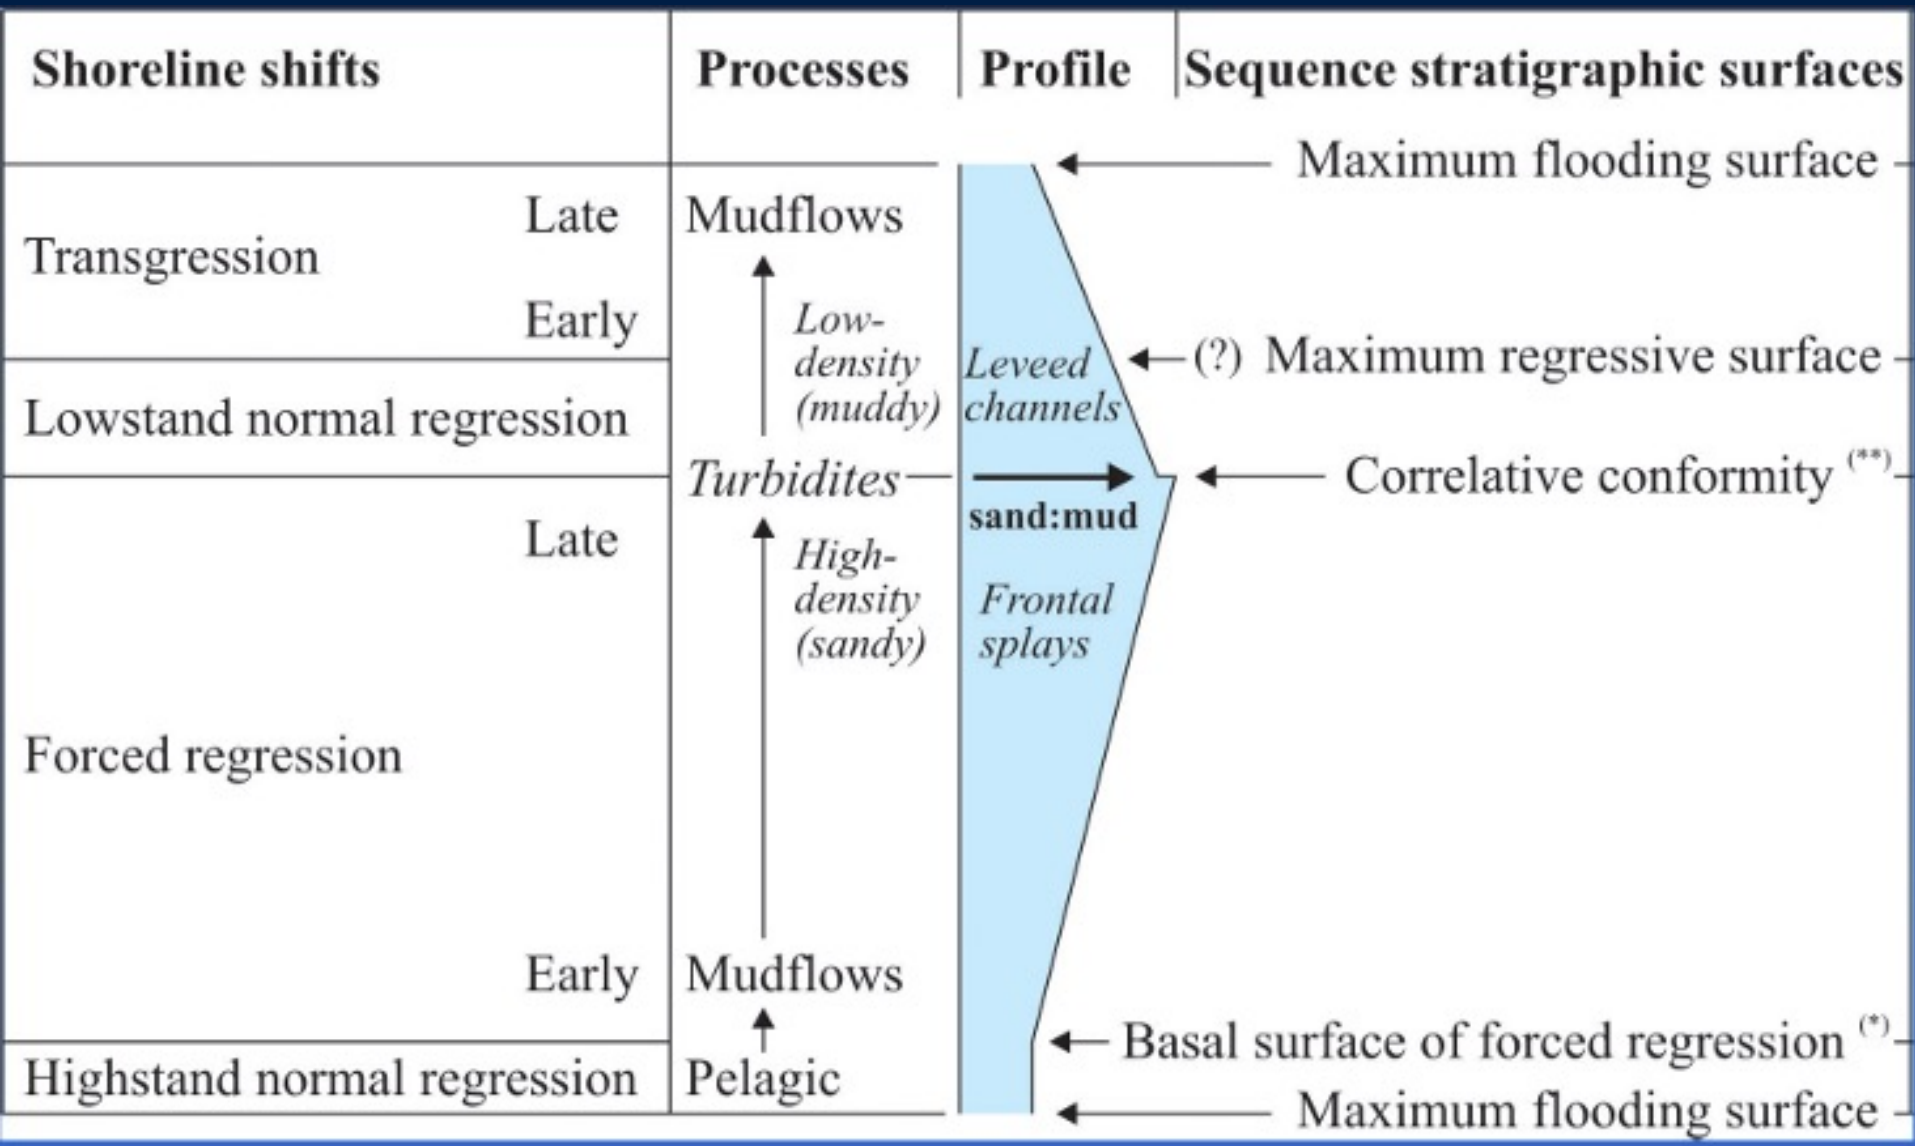 Shoreline shifts
Processes
Profile
Sequence stratigraphic surfaces
Maximum flooding surface
Late
Mudflows
Transgression
Early
Low-
density
(muddy)
Leveed
channels
(?) Maximum regressive surface
Lowstand normal regression
Turbidites
Correlative conformity (**)
sand:mud
Late
High-
density
(sandy)
Frontal
splays
Forced regression
Early
Mudflows
Basal surface of forced regression (*)
Highstand normal regression
Pelagic
Maximum flooding surface